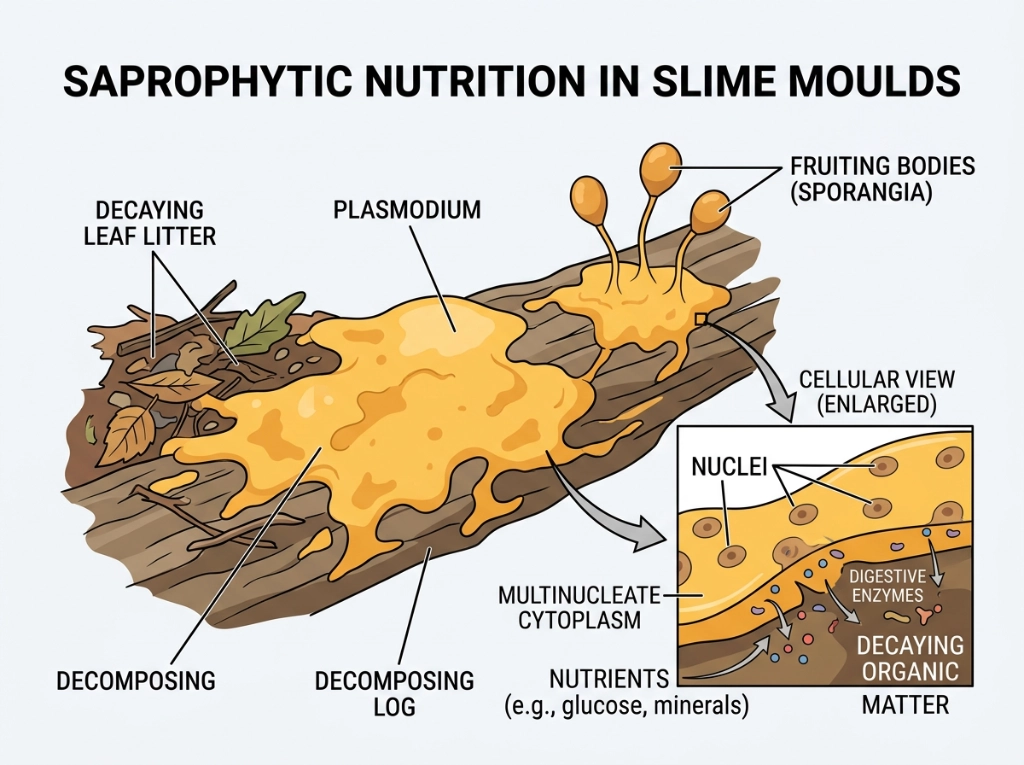 SAPROPHYTIC NUTRITION IN SLIME MOULDS
FRUITING BODIES
(SPORANGIA)
DECAYING
LEAF LITTER
PLASMODIUM
CELLULAR VIEW
(ENLARGED)
NUCLEI
DIGESTIVE
ENZYMES
MULTINUCLEATE
CYTOPLASM
DECAYING
ORGANIC
MATTER
DECOMPOSING
DECOMPOSING
LOG
NUTRIENTS
(e.g., glucose, minerals)